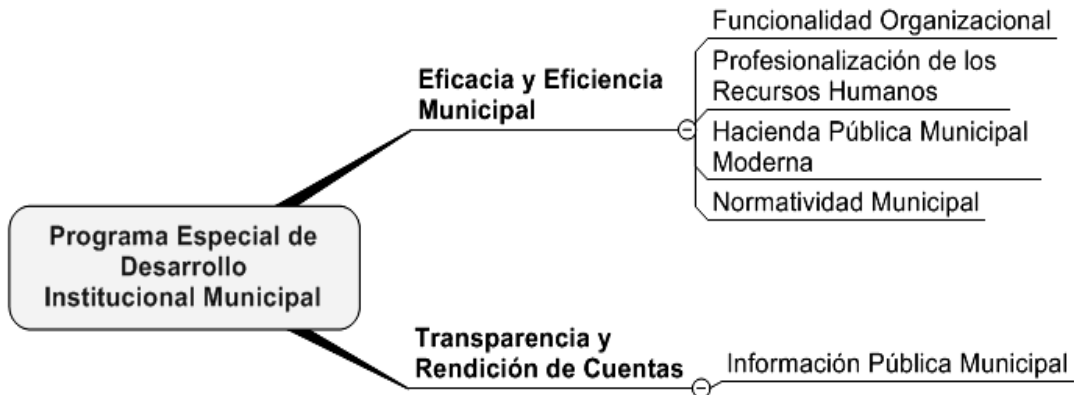 Programa Especial de
Desarrollo
Institucional Municipal
Eficacia y Eficiencia
Municipal
Funcionalidad Organizacional
Profesionalización de los
Recursos Humanos
Hacienda Pública Municipal
Moderna
Normatividad Municipal
Transparencia y
Rendición de Cuentas
Información Pública Municipal